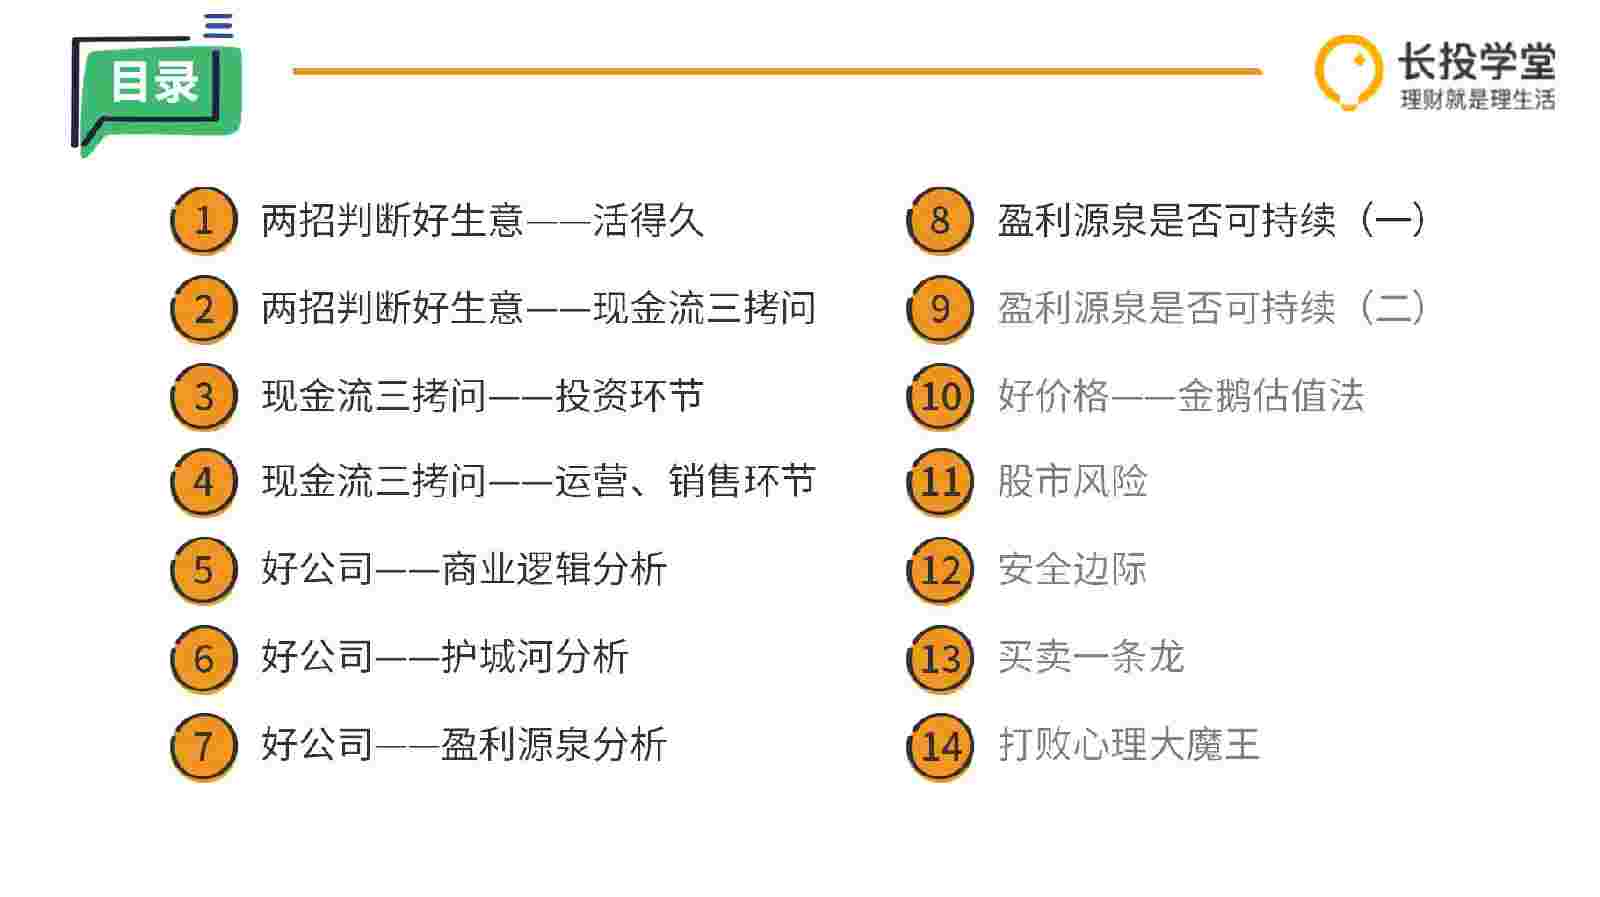 目录
长投学堂
理财就是理生活
1 两招判断好生意——活得久
2 两招判断好生意——现金流三拷问
3 现金流三拷问——投资环节
4 现金流三拷问——运营、销售环节
5 好公司——商业逻辑分析
6 好公司——护城河分析
7 好公司——盈利源泉分析
8 盈利源泉是否可持续（一）
9 盈利源泉是否可持续（二）
10 好价格——金鹅估值法
11 股市风险
12 安全边际
13 买卖一条龙
14 打败心理大魔王